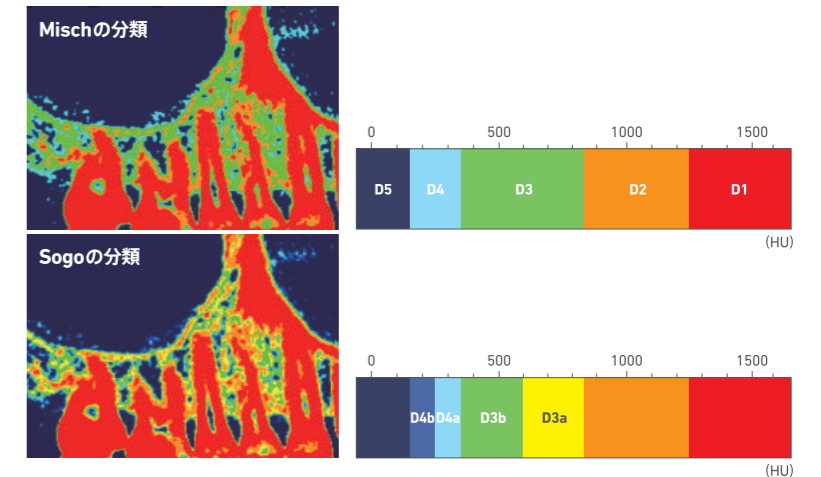 Mischの分類
0 500 1000 1500
D5 D4 D3 D2 D1
(HU)
Sogoの分類
0 500 1000 1500
D4b D4a D3b D3a
(HU)